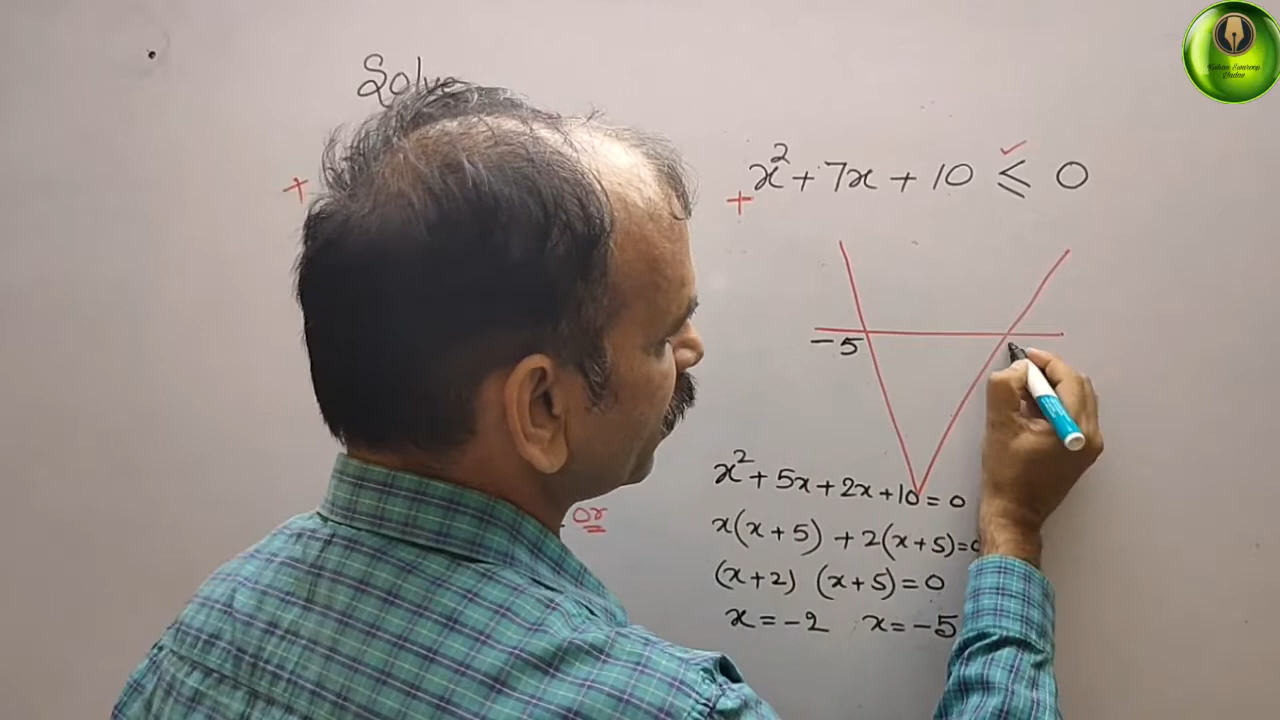 Solve
+
x² + 7x + 10 ≤ 0
+
-5
x² + 5x + 2x + 10 = 0
or
x(x + 5) + 2(x + 5) = 0
(x + 2) (x + 5) = 0
x = -2 x = -5